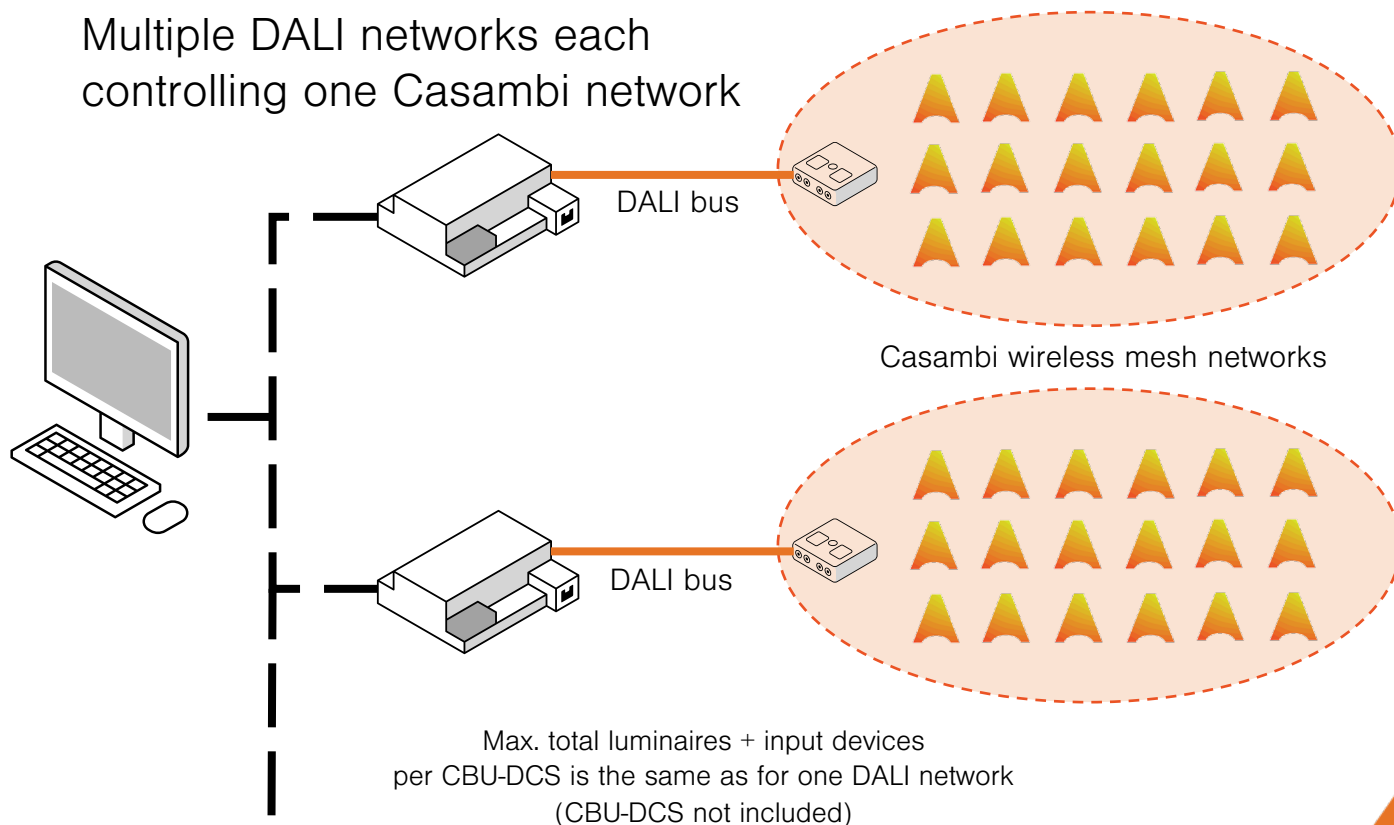 Multiple DALI networks each
controlling one Casambi network
DALI bus
Casambi wireless mesh networks
DALI bus
Max. total luminaires + input devices
per CBU-DCS is the same as for one DALI network
(CBU-DCS not included)